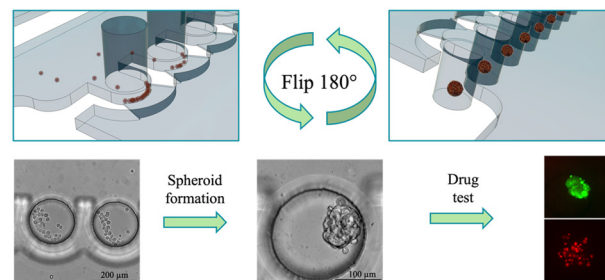 Flip 180°
Spheroid
formation
Drug
test
200 µm
100 µm